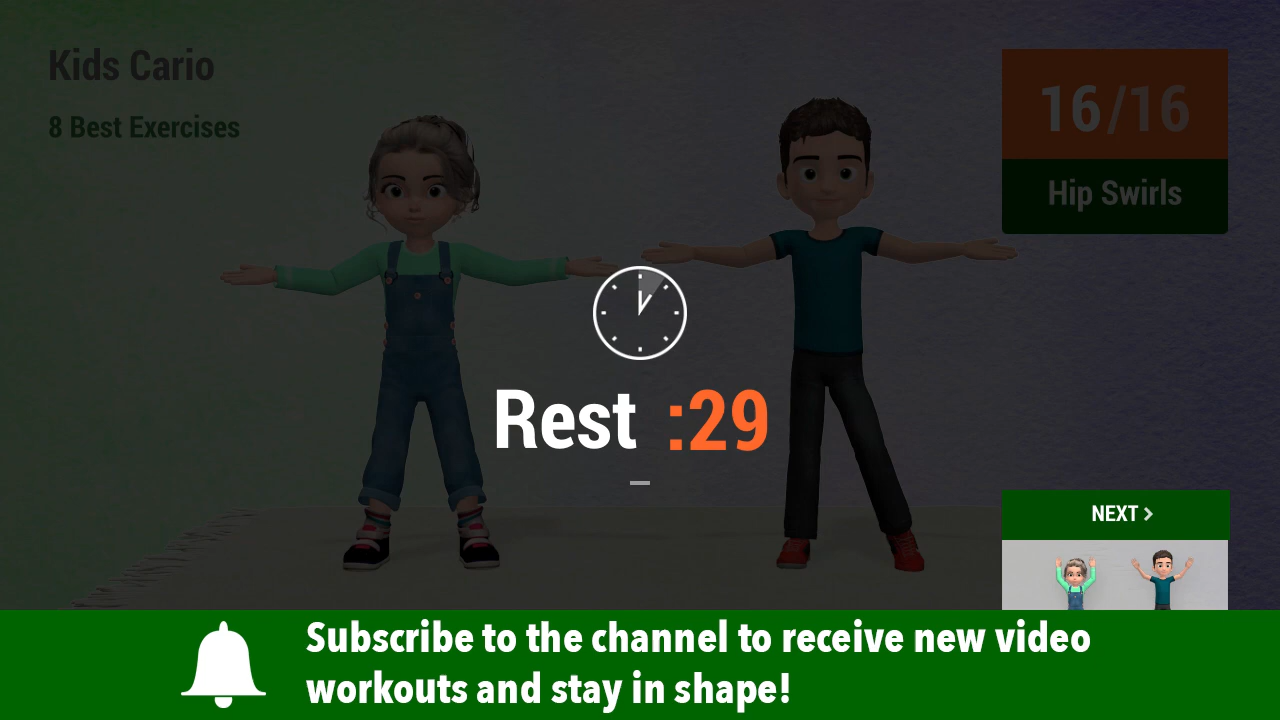 Kids Cario
8 Best Exercises
16/16
Hip Swirls
Rest :29
NEXT >
Subscribe to the channel to receive new video
workouts and stay in shape!